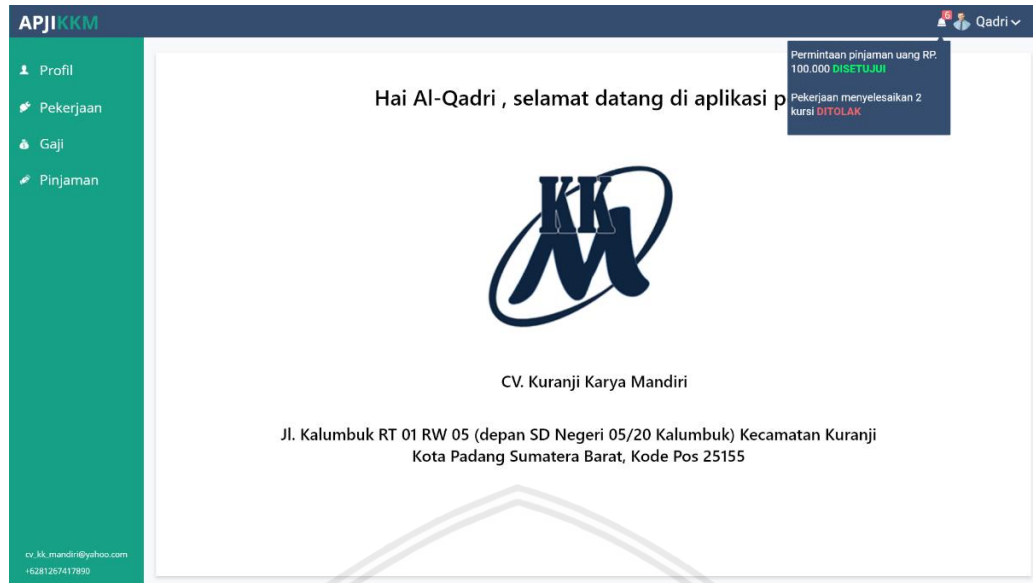 APJIKKM
6
Qadri
Profil
Pekerjaan
Gaji
Pinjaman
Permintaan pinjaman uang RP.
100.000 DISETUJUI
Pekerjaan menyelesaikan 2
kursi DITOLAK
Hai Al-Qadri , selamat datang di aplikasi p
KKM
CV. Kuranji Karya Mandiri
Jl. Kalumbuk RT 01 RW 05 (depan SD Negeri 05/20 Kalumbuk) Kecamatan Kuranji
Kota Padang Sumatera Barat, Kode Pos 25155
cv_kk_mandiri@yahoo.com
+6281267417890